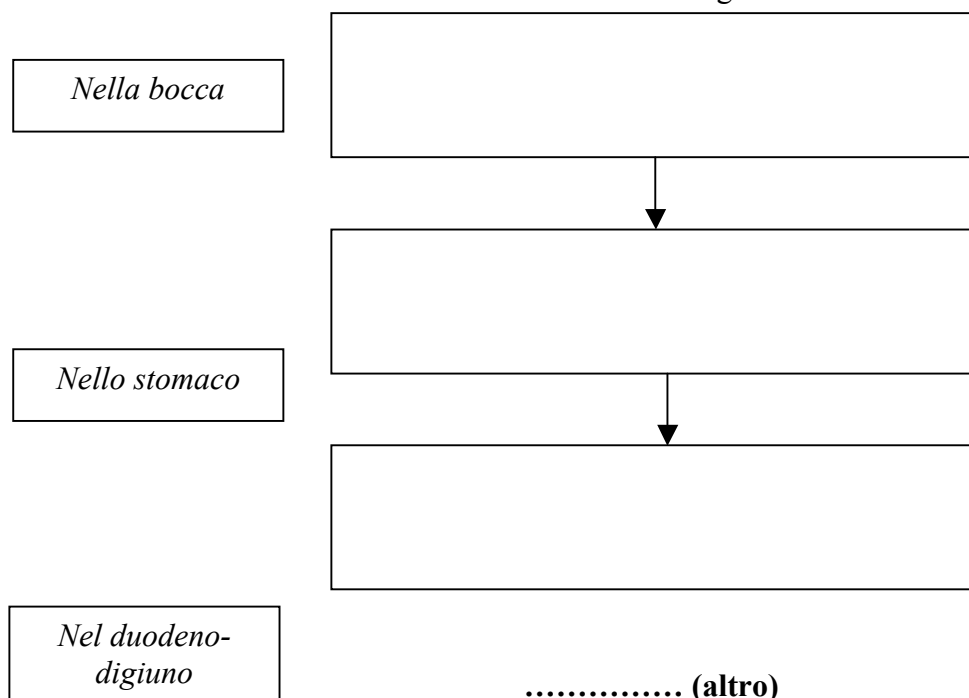 Nella bocca
Nello stomaco
Nel duodeno-
digiuno
…………… (altro)